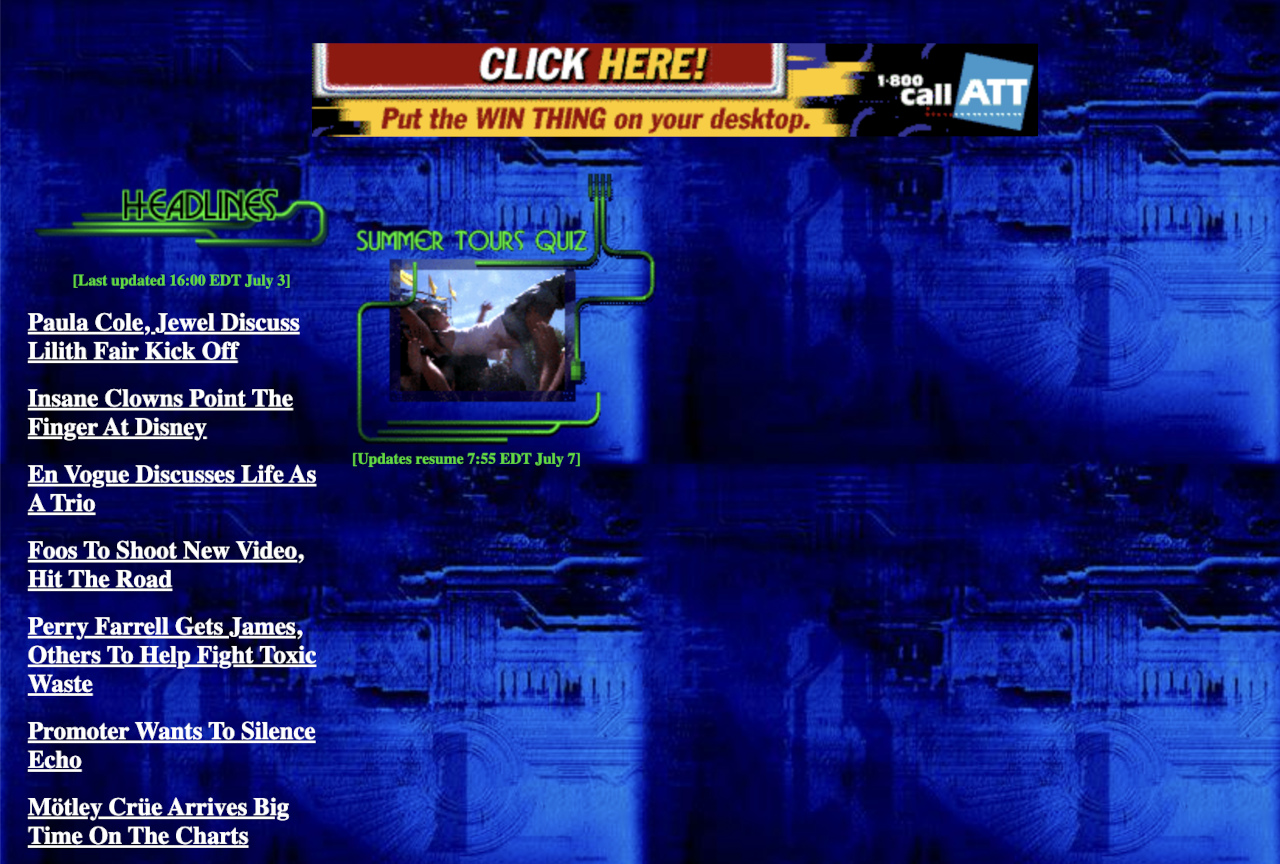 CLICK HERE!
Put the WIN THING on your desktop.
1·800
call ATT
HEADLINES
[Last updated 16:00 EDT July 3]
Paula Cole, Jewel Discuss
Lilith Fair Kick Off
Insane Clowns Point The
Finger At Disney
En Vogue Discusses Life As
A Trio
Foos To Shoot New Video,
Hit The Road
Perry Farrell Gets James,
Others To Help Fight Toxic
Waste
Promoter Wants To Silence
Echo
Mötley Crüe Arrives Big
Time On The Charts
SUMMER TOURS QUIZ
[Updates resume 7:55 EDT July 7]